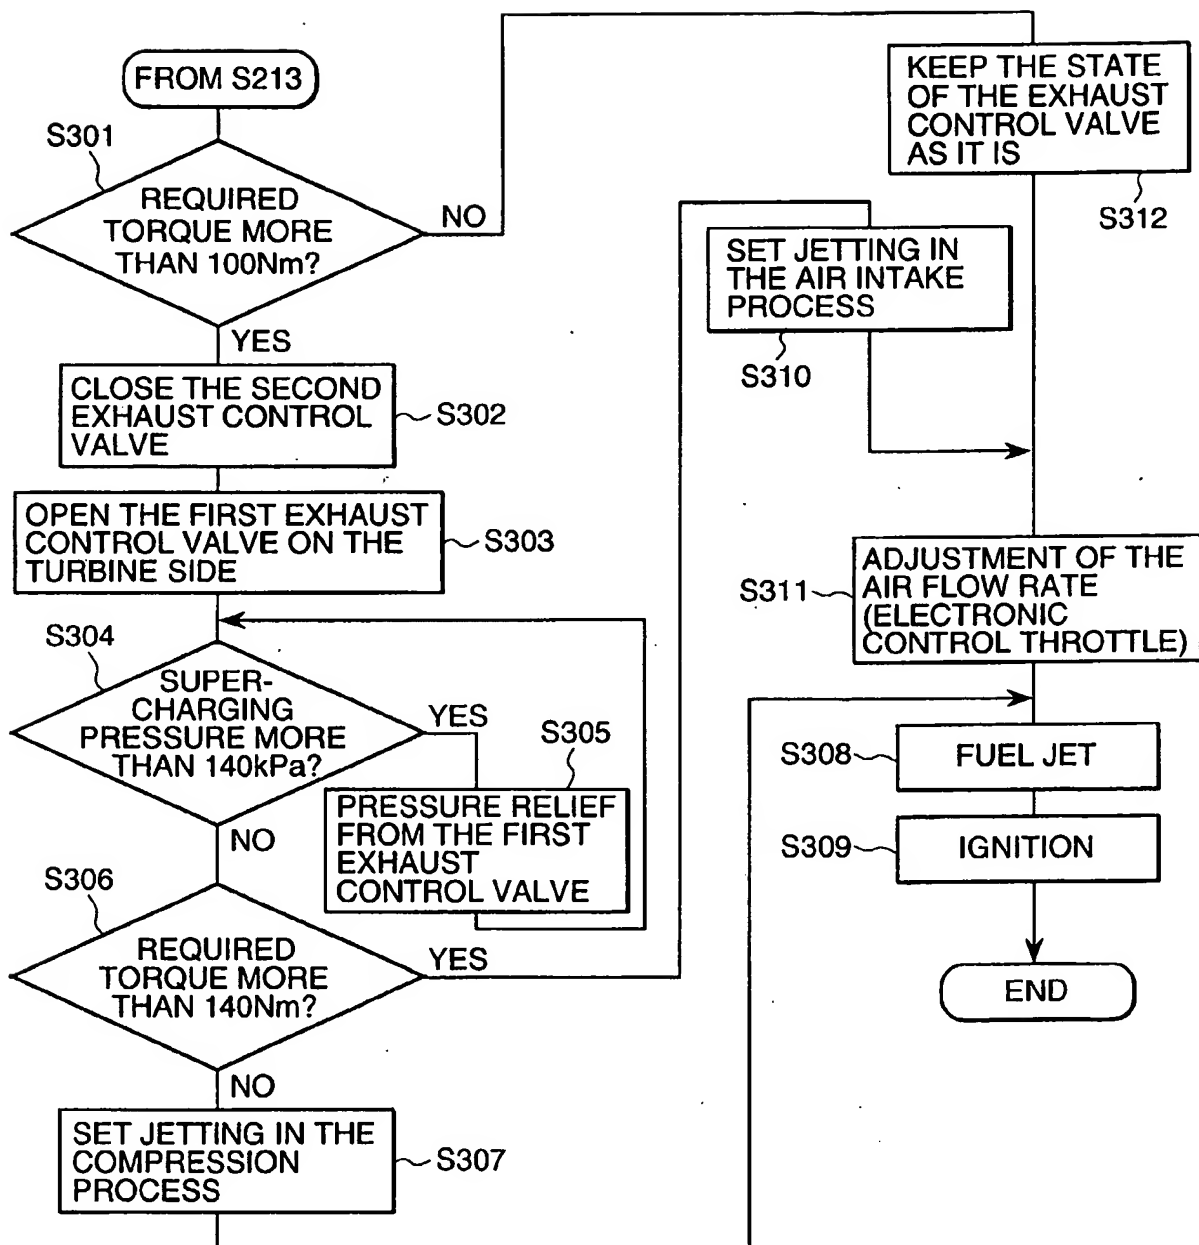 FROM S213
S301
REQUIRED
TORQUE MORE
THAN 100Nm?
NO
YES
CLOSE THE SECOND
EXHAUST CONTROL
VALVE
S302
OPEN THE FIRST EXHAUST
CONTROL VALVE ON THE
TURBINE SIDE
S303
S304
SUPER-
CHARGING
PRESSURE MORE
THAN 140kPa?
YES
NO
S305
PRESSURE RELIEF
FROM THE FIRST
EXHAUST
CONTROL VALVE
S306
REQUIRED
TORQUE MORE
THAN 140Nm?
YES
NO
SET JETTING IN THE
COMPRESSION
PROCESS
S307
SET JETTING IN
THE AIR INTAKE
PROCESS
S310
KEEP THE STATE
OF THE EXHAUST
CONTROL VALVE
AS IT IS
S312
S311
ADJUSTMENT OF THE
AIR FLOW RATE
(ELECTRONIC
CONTROL THROTTLE)
S308
FUEL JET
S309
IGNITION
END